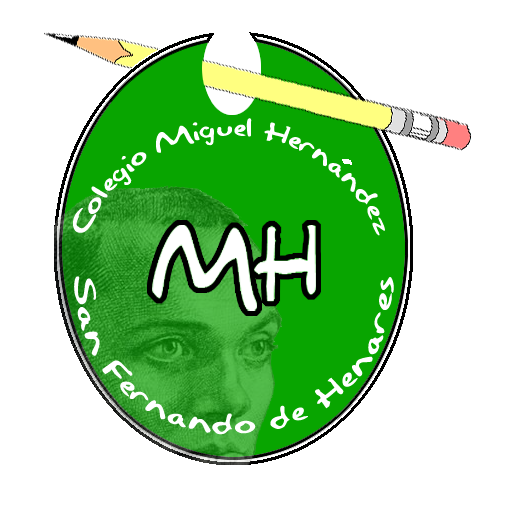 Colegio Miguel Hernández
MH
San Fernando de Henares